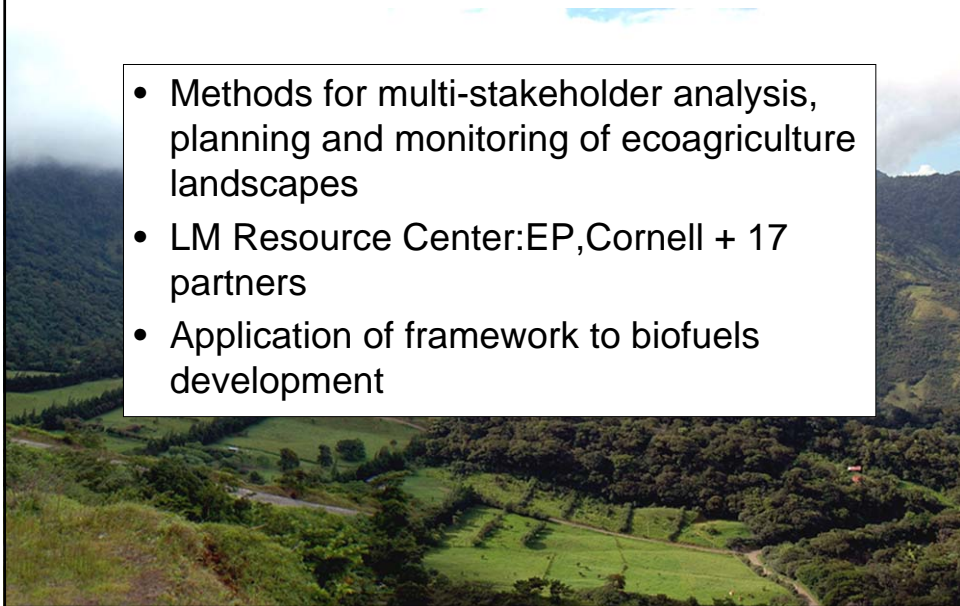 • Methods for multi-stakeholder analysis,
planning and monitoring of ecoagriculture
landscapes
• LM Resource Center:EP,Cornell + 17
partners
• Application of framework to biofuels
development